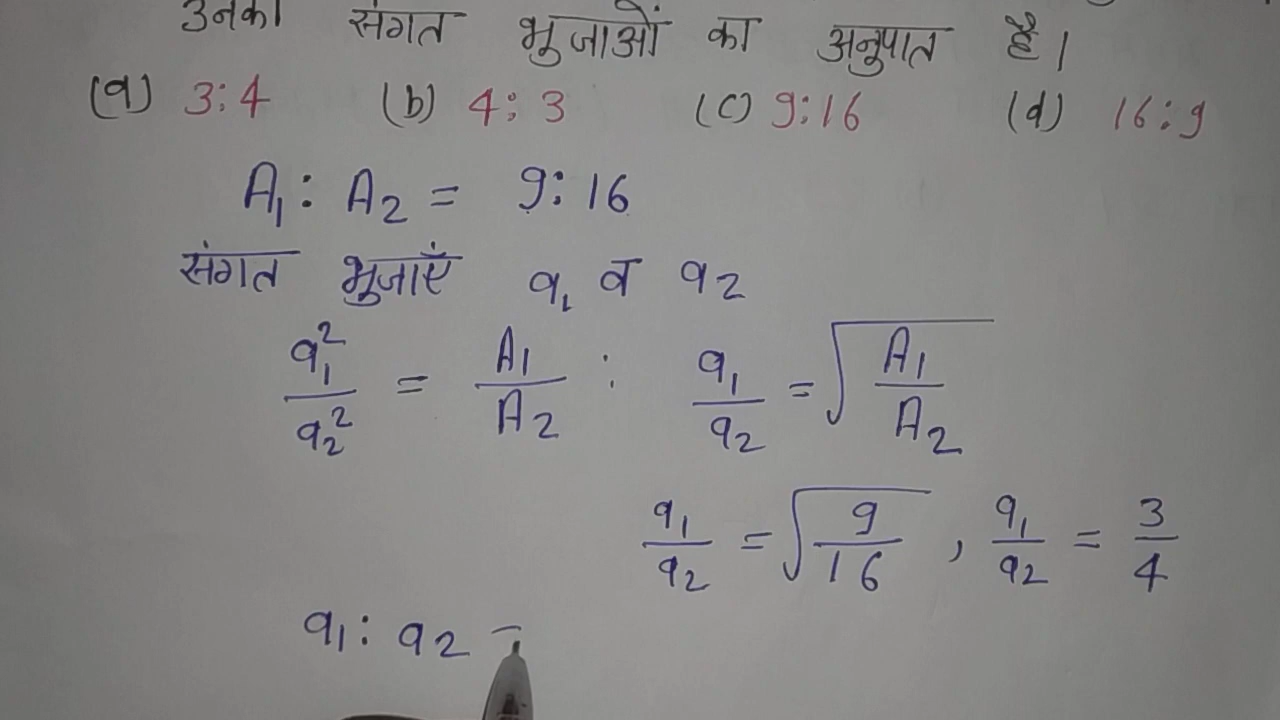 उनकी संगत भुजाओं का अनुपात है।
(a) 3:4 (b) 4:3 (c) 9:16 (d) 16:9
A₁ : A₂ = 9:16
संगत भुजाएँ a₁ व a₂
a₁²/a₂² = A₁/A₂ : a₁/a₂ = √(A₁/A₂)
a₁/a₂ = √(9/16) , a₁/a₂ = 3/4
a₁ : a₂ =